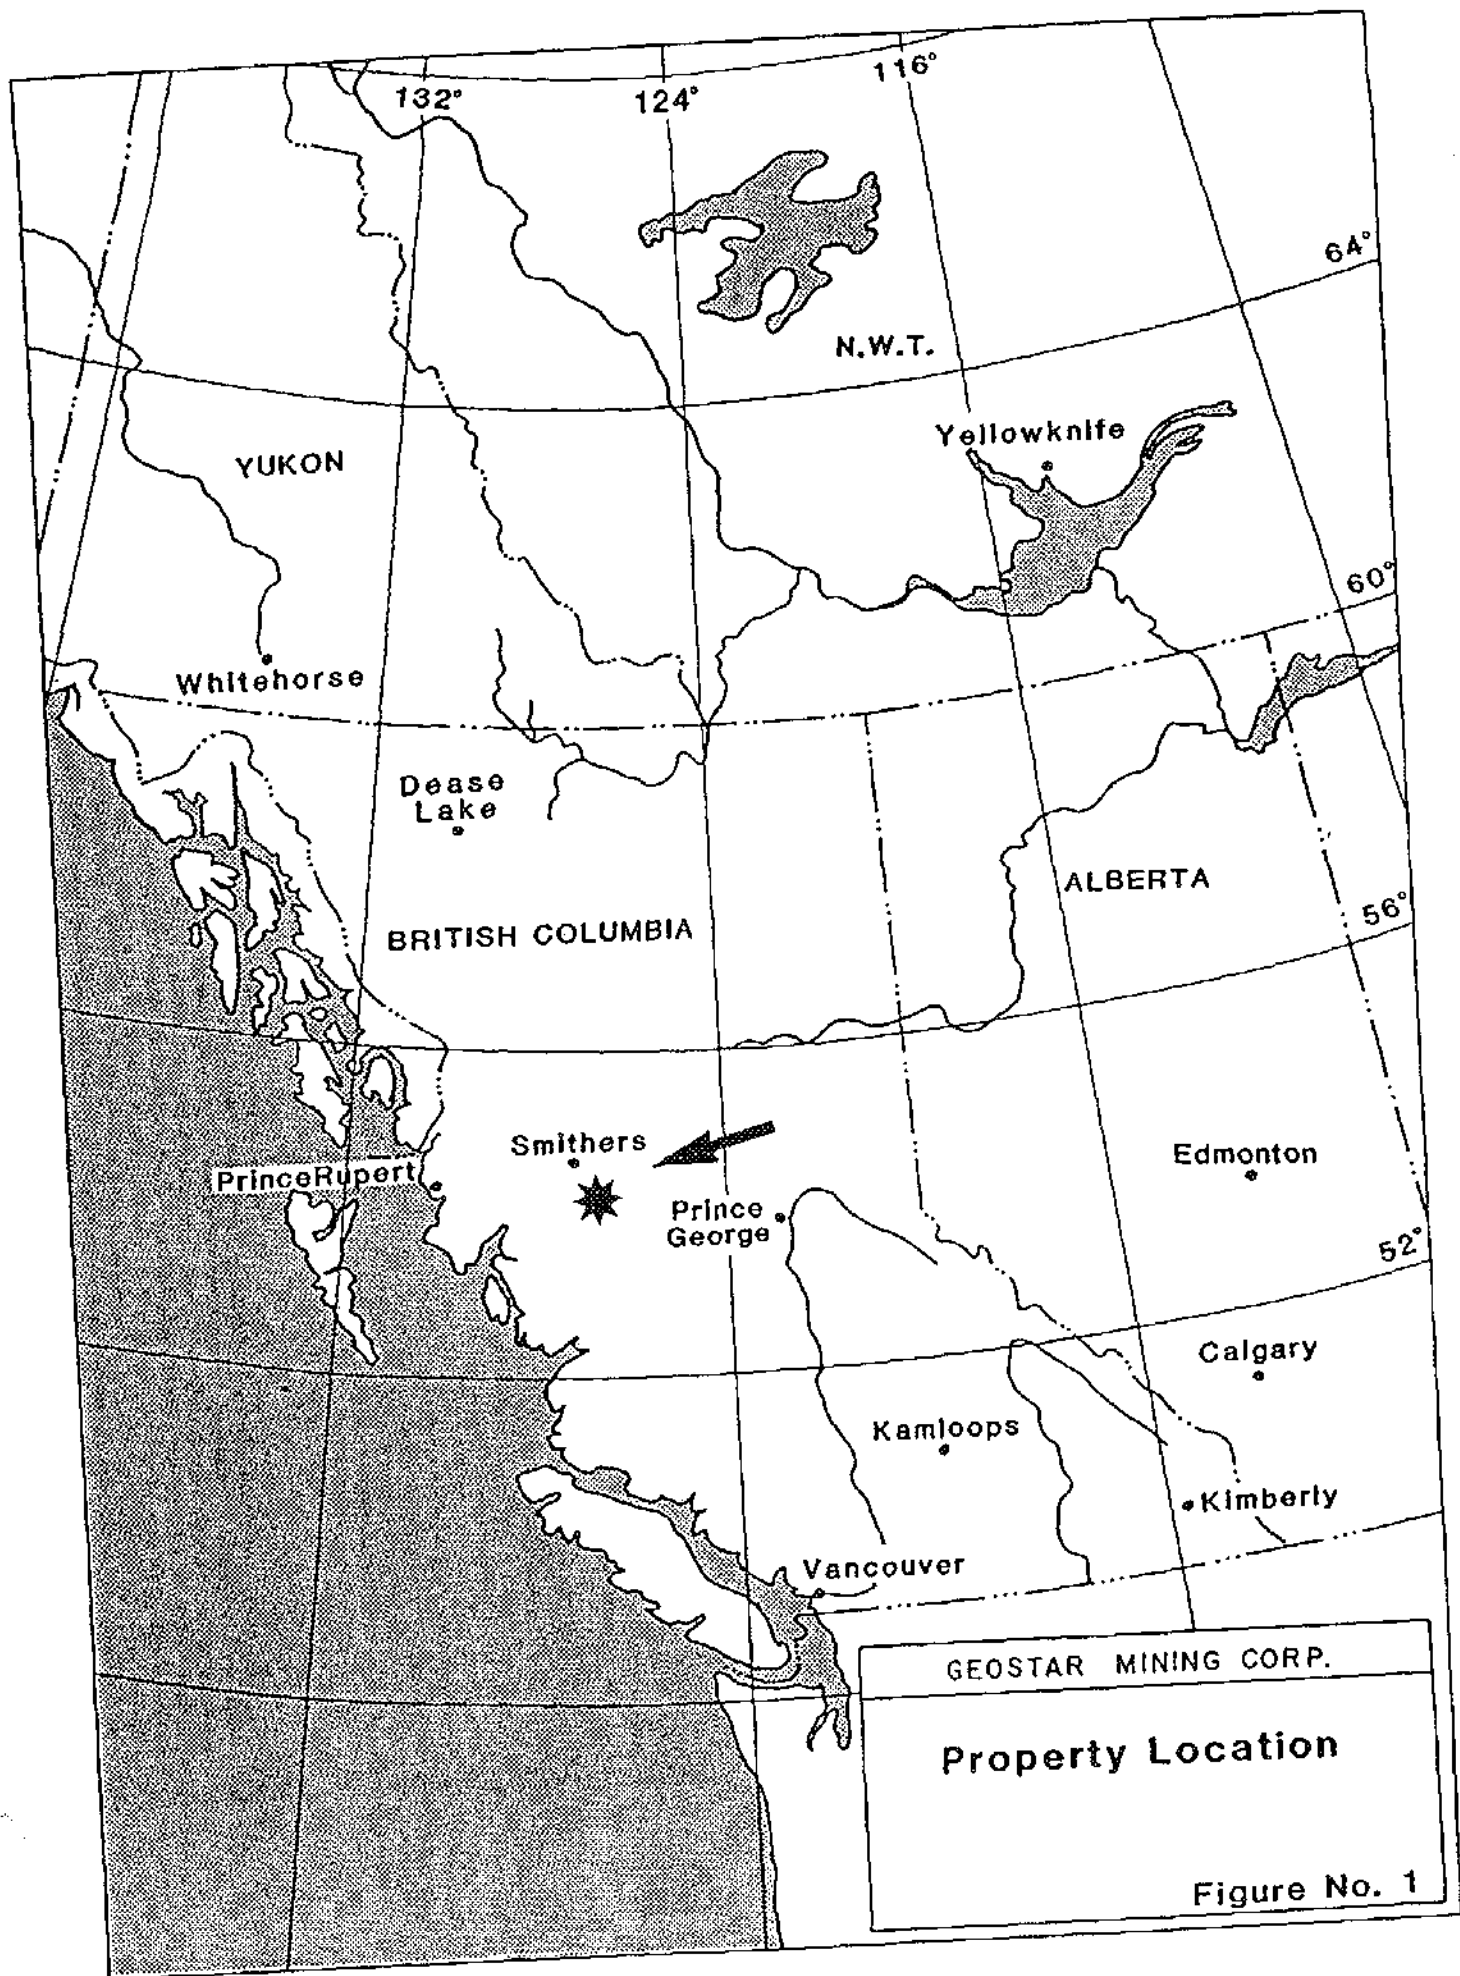 132°
124°
116°
64°
N.W.T.
Yellowknife
YUKON
60°
Whitehorse
Dease
Lake
ALBERTA
56°
BRITISH COLUMBIA
Smithers
Edmonton
PrinceRupert
Prince
George
52°
Calgary
Kamloops
Kimberly
Vancouver
GEOSTAR MINING CORP.
Property Location
Figure No. 1